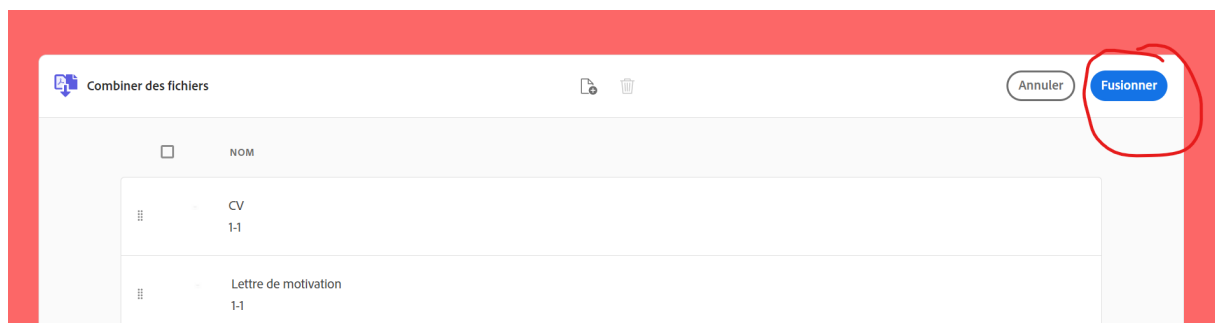 Combiner des fichiers
Annuler
Fusionner
NOM
CV
1-1
Lettre de motivation
1-1